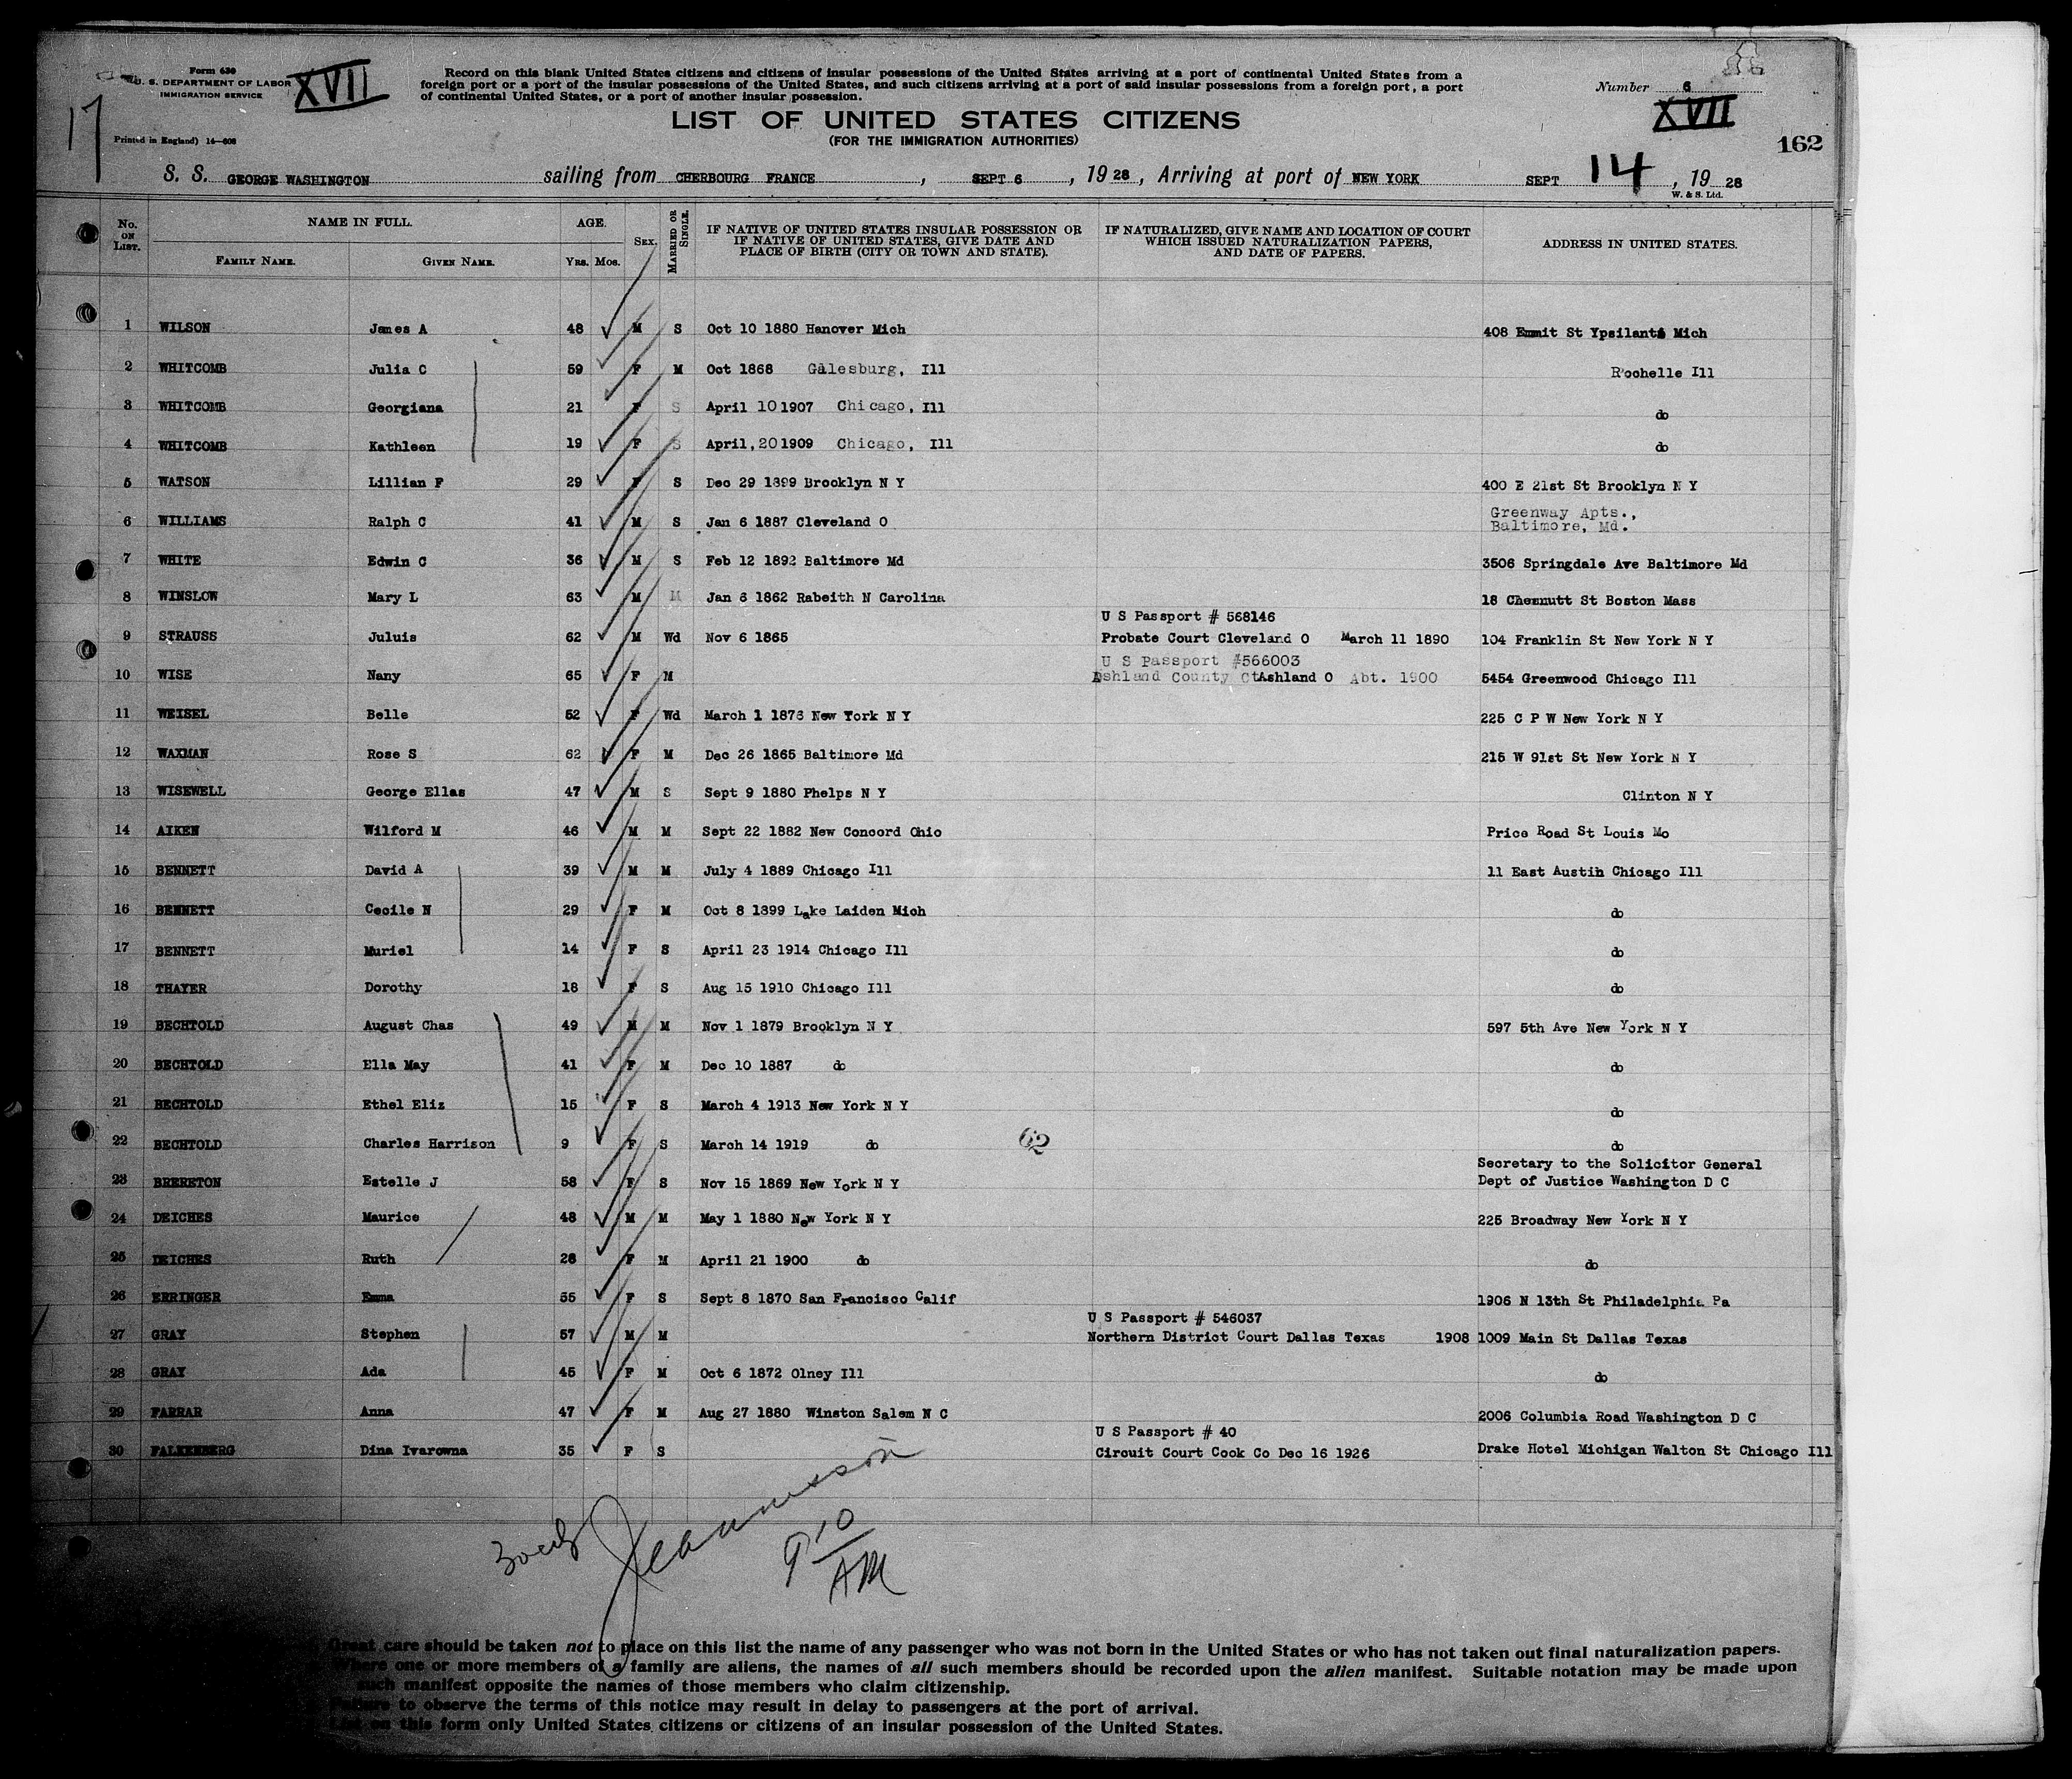 Form 630
U. S. DEPARTMENT OF LABOR
IMMIGRATION SERVICE
XVII
17
Printed in England) 14—608
Record on this blank United States citizens and citizens of insular possessions of the United States arriving at a port of continental United States from a
foreign port or a port of the insular possessions of the United States, and such citizens arriving at a port of said insular possessions from a foreign port, a port
of continental United States, or a port of another insular possession.
Number 6
XVII
162
LIST OF UNITED STATES CITIZENS
(FOR THE IMMIGRATION AUTHORITIES)
S. S. GEORGE WASHINGTON sailing from CHERBOURG FRANCE , SEPT 6 , 19 28 , Arriving at port of NEW YORK SEPT 14 , 19 28
W. & S. Ltd.
No. ON LIST. NAME IN FULL. FAMILY NAME. GIVEN NAME. AGE. YRS. MOS. SEX. MARRIED OR SINGLE. IF NATIVE OF UNITED STATES INSULAR POSSESSION OR IF NATIVE OF UNITED STATES, GIVE DATE AND PLACE OF BIRTH (CITY OR TOWN AND STATE). IF NATURALIZED, GIVE NAME AND LOCATION OF COURT WHICH ISSUED NATURALIZATION PAPERS, AND DATE OF PAPERS. ADDRESS IN UNITED STATES.
1 WILSON James A 48 M S Oct 10 1880 Hanover Mich 408 Emmit St Ypsilanti Mich
2 WHITCOMB Julia C 59 F M Oct 1868 Galesburg, Ill Rochelle Ill
3 WHITCOMB Georgiana 21 F S April 10 1907 Chicago, Ill do
4 WHITCOMB Kathleen 19 F S April, 20 1909 Chicago, Ill do
5 WATSON Lillian F 29 F S Dec 29 1899 Brooklyn N Y 400 E 21st St Brooklyn N Y
6 WILLIAMS Ralph C 41 M S Jan 6 1887 Cleveland O Greenway Apts., Baltimore, Md.
7 WHITE Edwin C 36 M S Feb 12 1892 Baltimore Md 3506 Springdale Ave Baltimore Md
8 WINSLOW Mary L 63 M M Jan 6 1862 Rabeith N Carolina 18 Chesnutt St Boston Mass
U S Passport # 568146
9 STRAUSS Juluis 62 M Wd Nov 6 1865 Probate Court Cleveland O March 11 1890 104 Franklin St New York N Y
U S Passport #566003
10 WISE Nany 65 F M Ashland County Ct Ashland O Abt. 1900 5454 Greenwood Chicago Ill
11 WEISEL Belle 52 F Wd March 1 1876 New York N Y 225 C P W New York N Y
12 WAXMAN Rose S 62 F M Dec 26 1865 Baltimore Md 215 W 91st St New York N Y
13 WISEWELL George Ellas 47 M S Sept 9 1880 Phelps N Y Clinton N Y
14 AIKEN Wilford M 46 M M Sept 22 1882 New Concord Ohio Price Road St Louis Mo
15 BENNETT David A 39 M M July 4 1889 Chicago Ill 11 East Austin Chicago Ill
16 BENNETT Cecile N 29 F M Oct 8 1899 Lake Laiden Mich do
17 BENNETT Muriel 14 F S April 23 1914 Chicago Ill do
18 THAYER Dorothy 18 F S Aug 15 1910 Chicago Ill do
19 BECHTOLD August Chas 49 M M Nov 1 1879 Brooklyn N Y 597 5th Ave New York N Y
20 BECHTOLD Ella May 41 F M Dec 10 1887 do do
21 BECHTOLD Ethel Eliz 15 F S March 4 1913 New York N Y do
22 BECHTOLD Charles Harrison 9 F S March 14 1919 do 62 do
Secretary to the Solicitor General
23 BRERETON Estelle J 58 F S Nov 15 1869 New York N Y Dept of Justice Washington D C
24 DEICHES Maurice 48 M M May 1 1880 New York N Y 225 Broadway New York N Y
25 DEICHES Ruth 28 F M April 21 1900 do do
26 ERRINGER Emma 55 F S Sept 8 1870 San Francisco Calif 1906 N 13th St Philadelphia Pa
U S Passport # 546037
27 GRAY Stephen 57 M M Northern District Court Dallas Texas 1908 1009 Main St Dallas Texas
28 GRAY Ada 45 F M Oct 6 1872 Olney Ill do
29 FARRAR Anna 47 F M Aug 27 1880 Winston Salem N C 2006 Columbia Road Washington D C
U S Passport # 40
30 FALKENBERG Dina Ivarowna 35 F S Circuit Court Cook Co Dec 16 1926 Drake Hotel Michigan Walton St Chicago Ill
9 10 AM
Great care should be taken not to place on this list the name of any passenger who was not born in the United States or who has not taken out final naturalization papers.
Where one or more members of a family are aliens, the names of all such members should be recorded upon the alien manifest. Suitable notation may be made upon
such manifest opposite the names of those members who claim citizenship.
Failure to observe the terms of this notice may result in delay to passengers at the port of arrival.
List on this form only United States citizens or citizens of an insular possession of the United States.